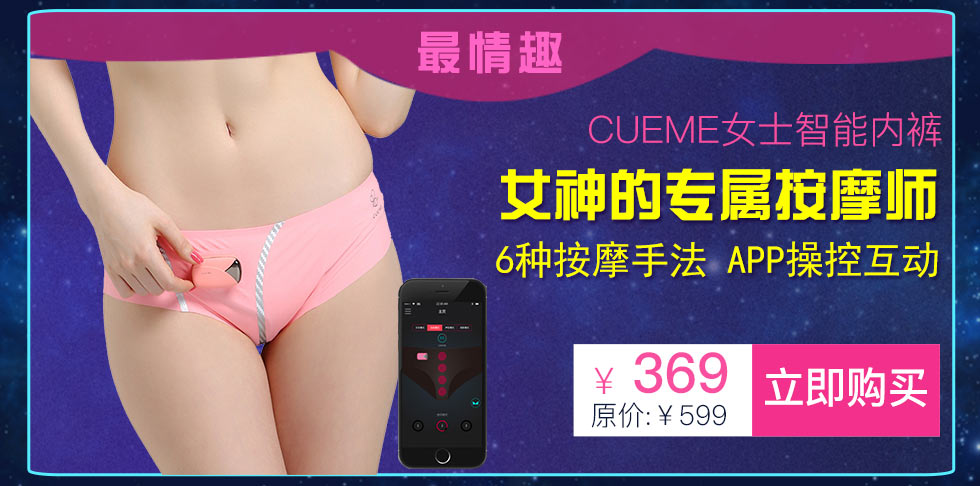 最情趣
CUEME女士智能内裤
女神的专属按摩师
6种按摩手法 APP操控互动
¥ 369
原价:¥599
立即购买
主页